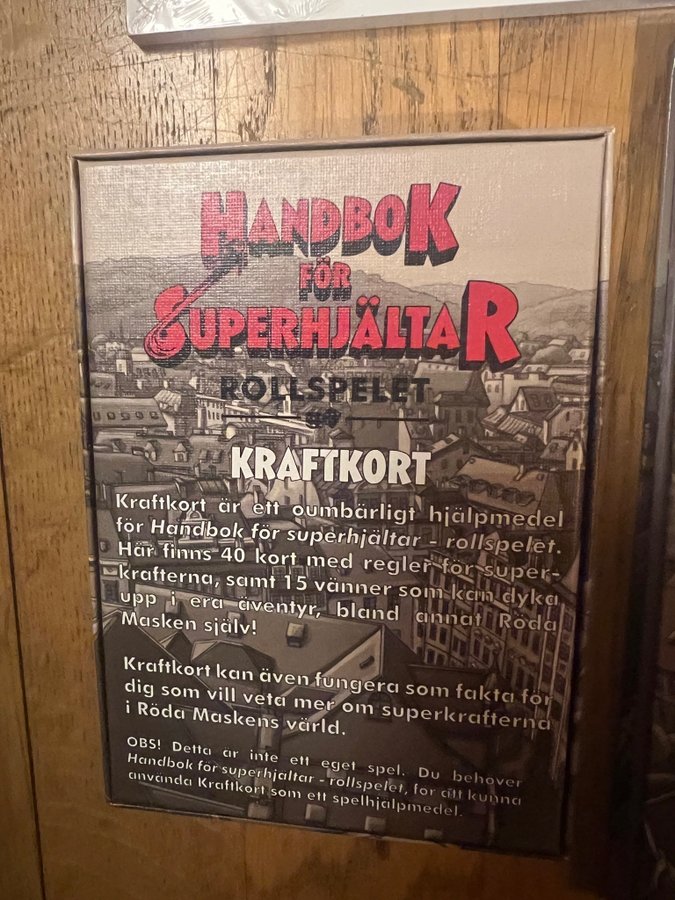 HANDBOK
FÖR
SUPERHJÄLTAR
ROLLSPELET
KRAFTKORT
Kraftkort är ett oumbärligt hjälpmedel
för Handbok för superhjältar - rollspelet.
Här finns 40 kort med regler för super-
krafterna, samt 15 vänner som kan dyka
upp i era äventyr, bland annat Röda
Masken själv!
Kraftkort kan även fungera som fakta för
dig som vill veta mer om superkrafterna
i Röda Maskens värld.
OBS! Detta är inte ett eget spel. Du behöver
Handbok för superhjältar - rollspelet, för att kunna
använda Kraftkort som ett spelhjälpmedel.